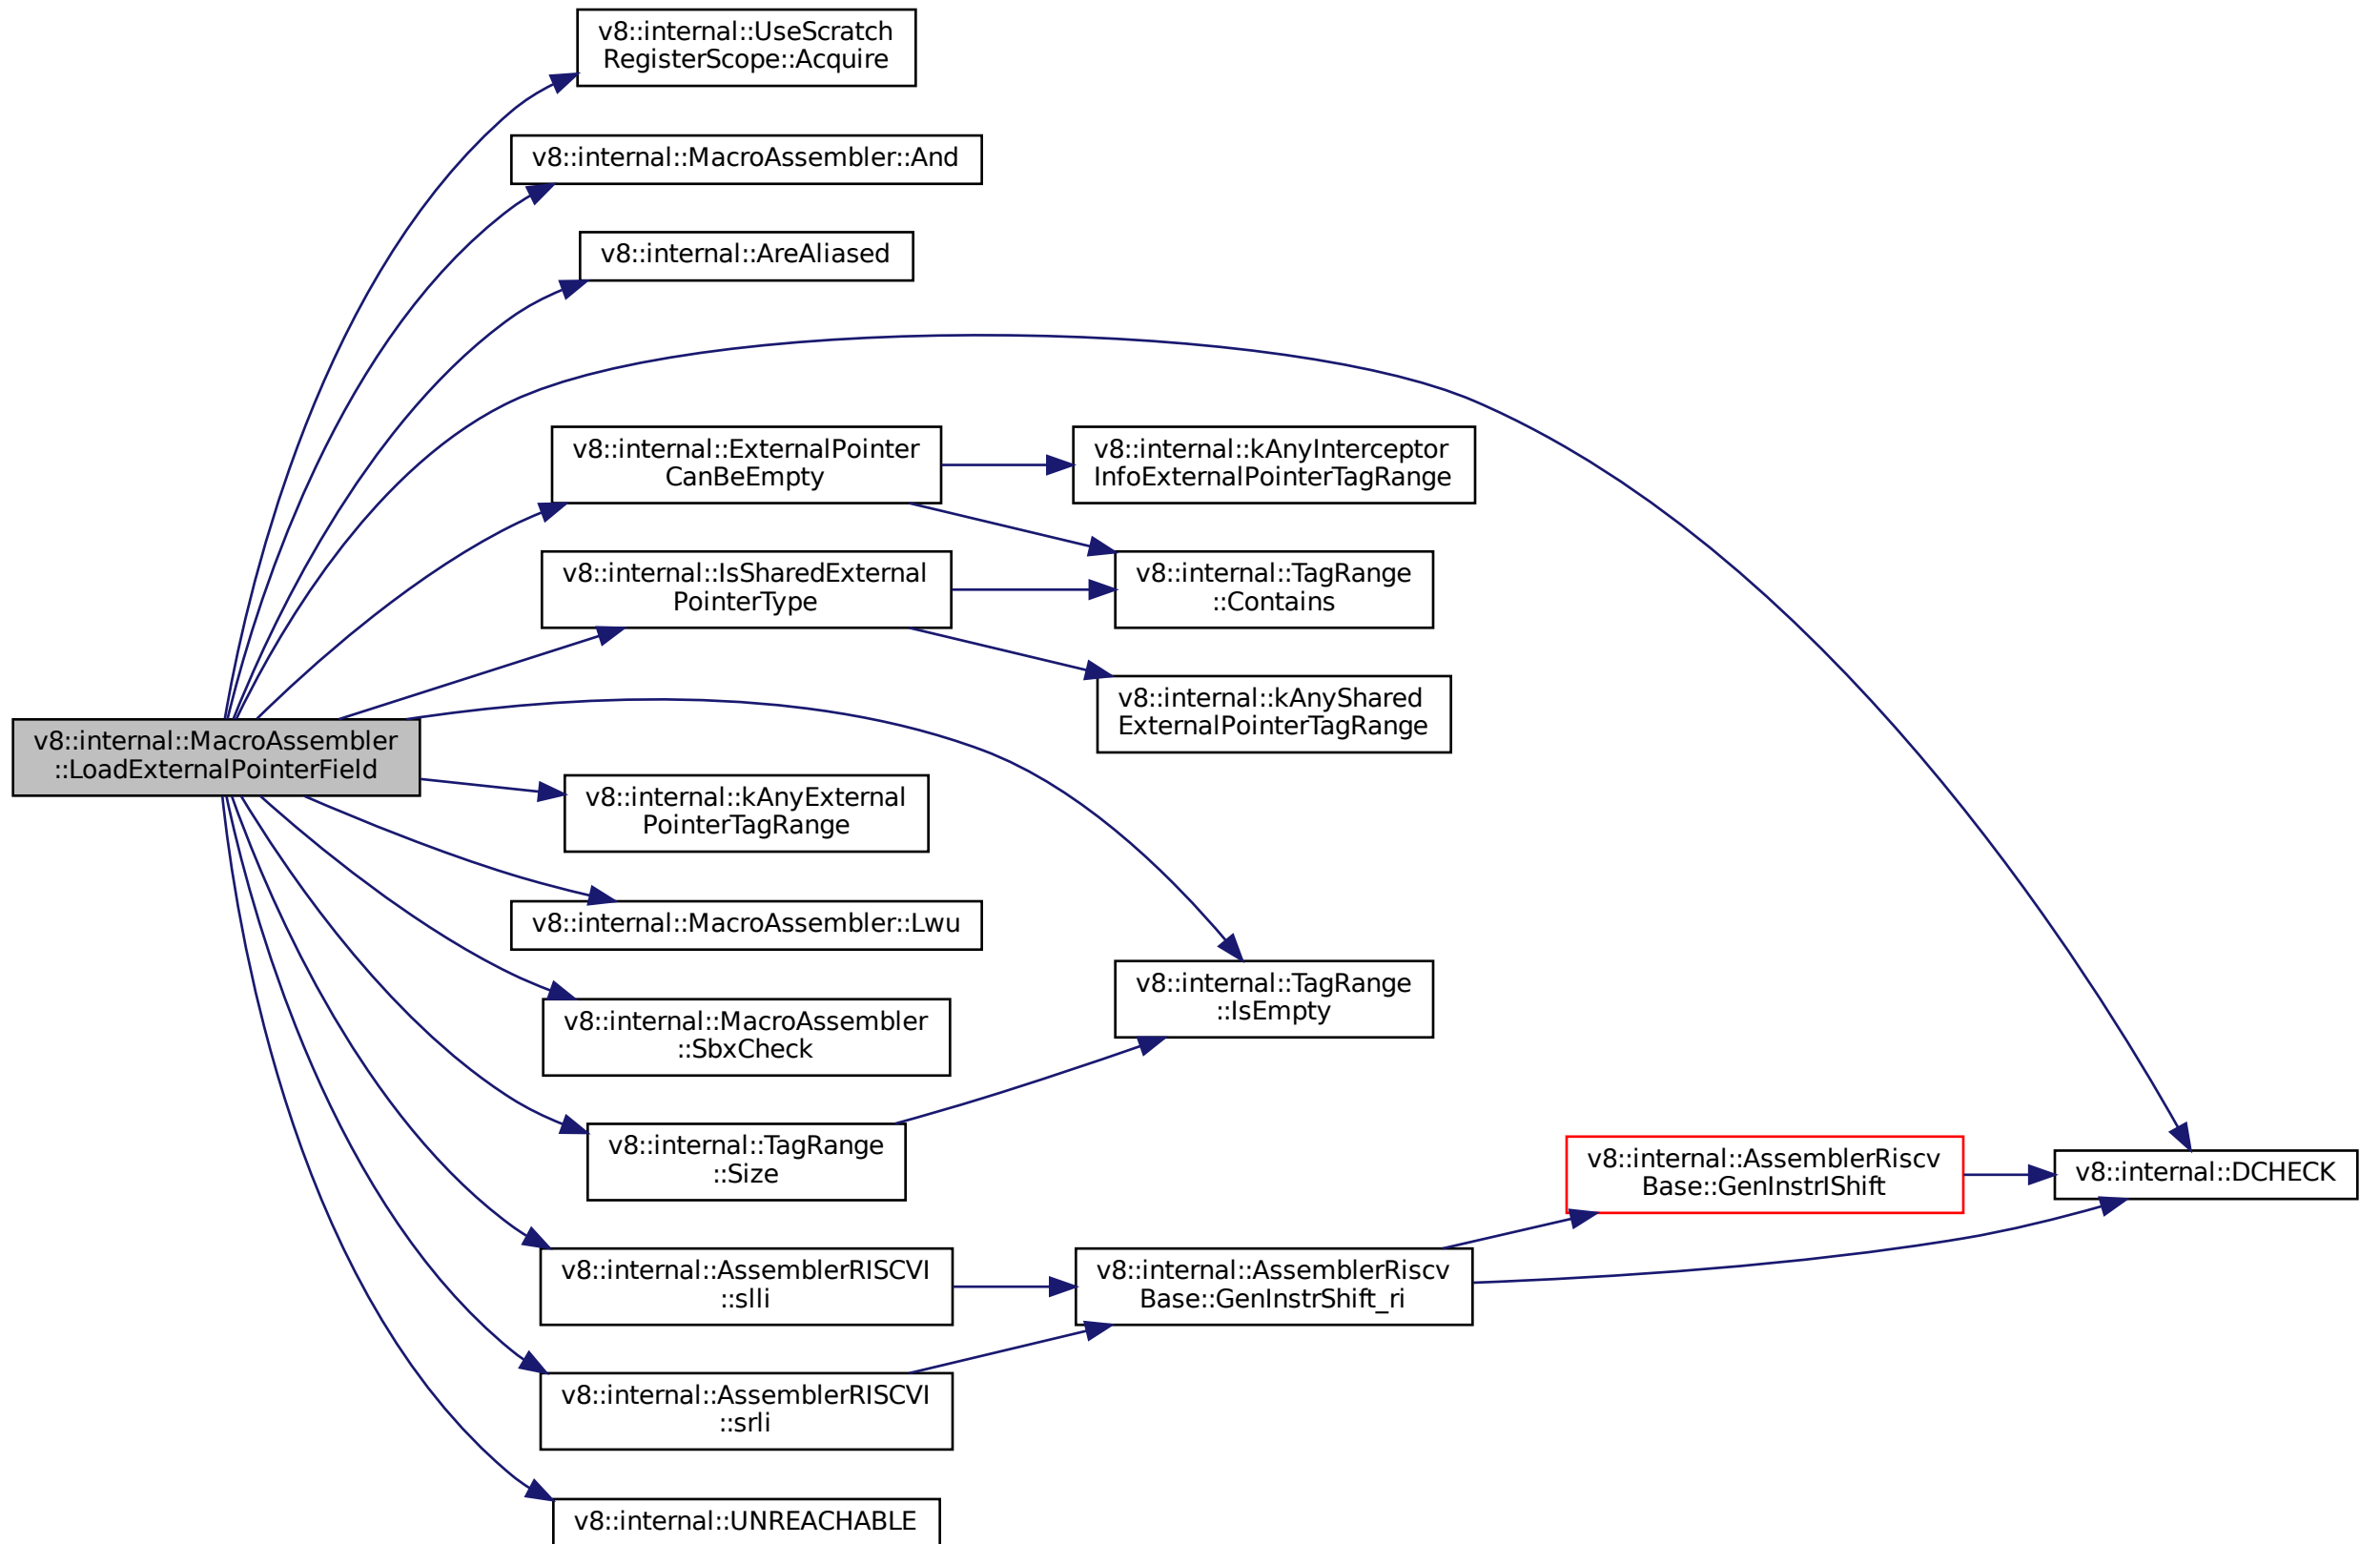 v8::internal::UseScratch
RegisterScope::Acquire
v8::internal::MacroAssembler::And
v8::internal::AreAliased
v8::internal::ExternalPointer
CanBeEmpty
v8::internal::kAnyInterceptor
InfoExternalPointerTagRange
v8::internal::IsSharedExternal
PointerType
v8::internal::TagRange
::Contains
v8::internal::kAnyShared
ExternalPointerTagRange
v8::internal::MacroAssembler
::LoadExternalPointerField
v8::internal::kAnyExternal
PointerTagRange
v8::internal::MacroAssembler::Lwu
v8::internal::MacroAssembler
::SbxCheck
v8::internal::TagRange
::IsEmpty
v8::internal::TagRange
::Size
v8::internal::AssemblerRiscv
Base::GenInstrIShift
v8::internal::DCHECK
v8::internal::AssemblerRISCVI
::slli
v8::internal::AssemblerRiscv
Base::GenInstrShift_ri
v8::internal::AssemblerRISCVI
::srli
v8::internal::UNREACHABLE